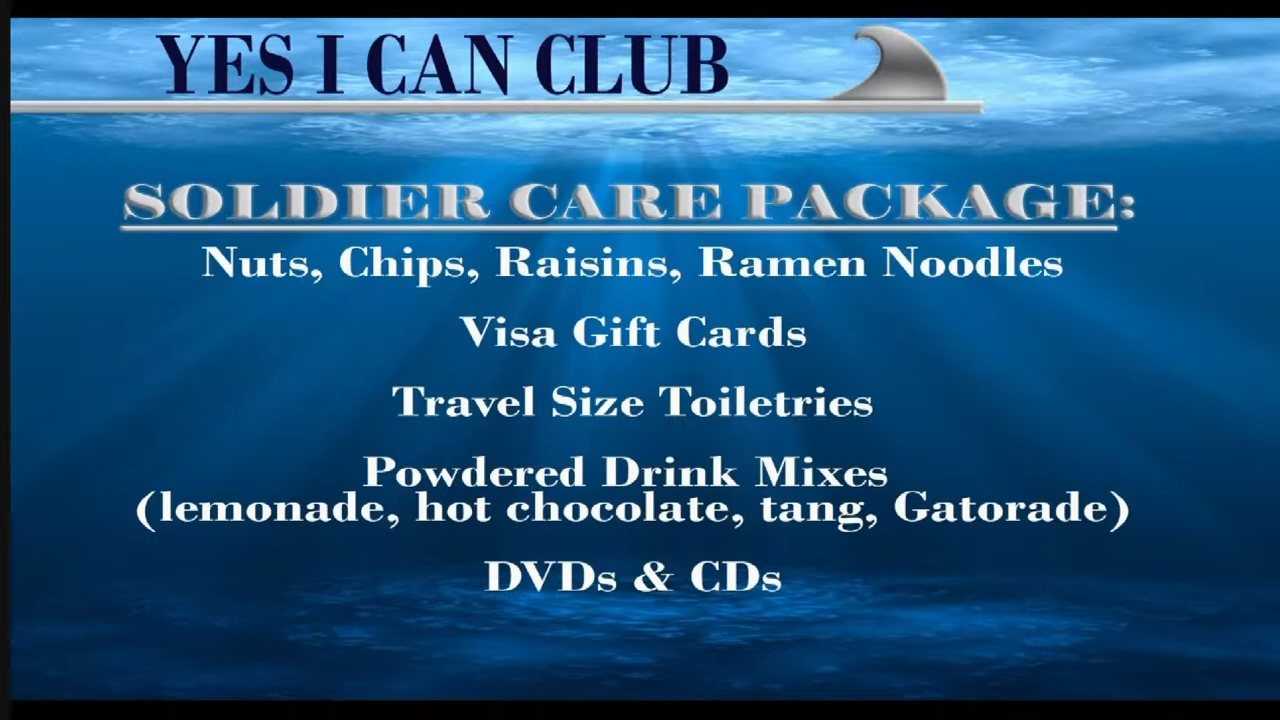 YES I CAN CLUB
SOLDIER CARE PACKAGE:
Nuts, Chips, Raisins, Ramen Noodles
Visa Gift Cards
Travel Size Toiletries
Powdered Drink Mixes
(lemonade, hot chocolate, tang, Gatorade)
DVDs & CDs